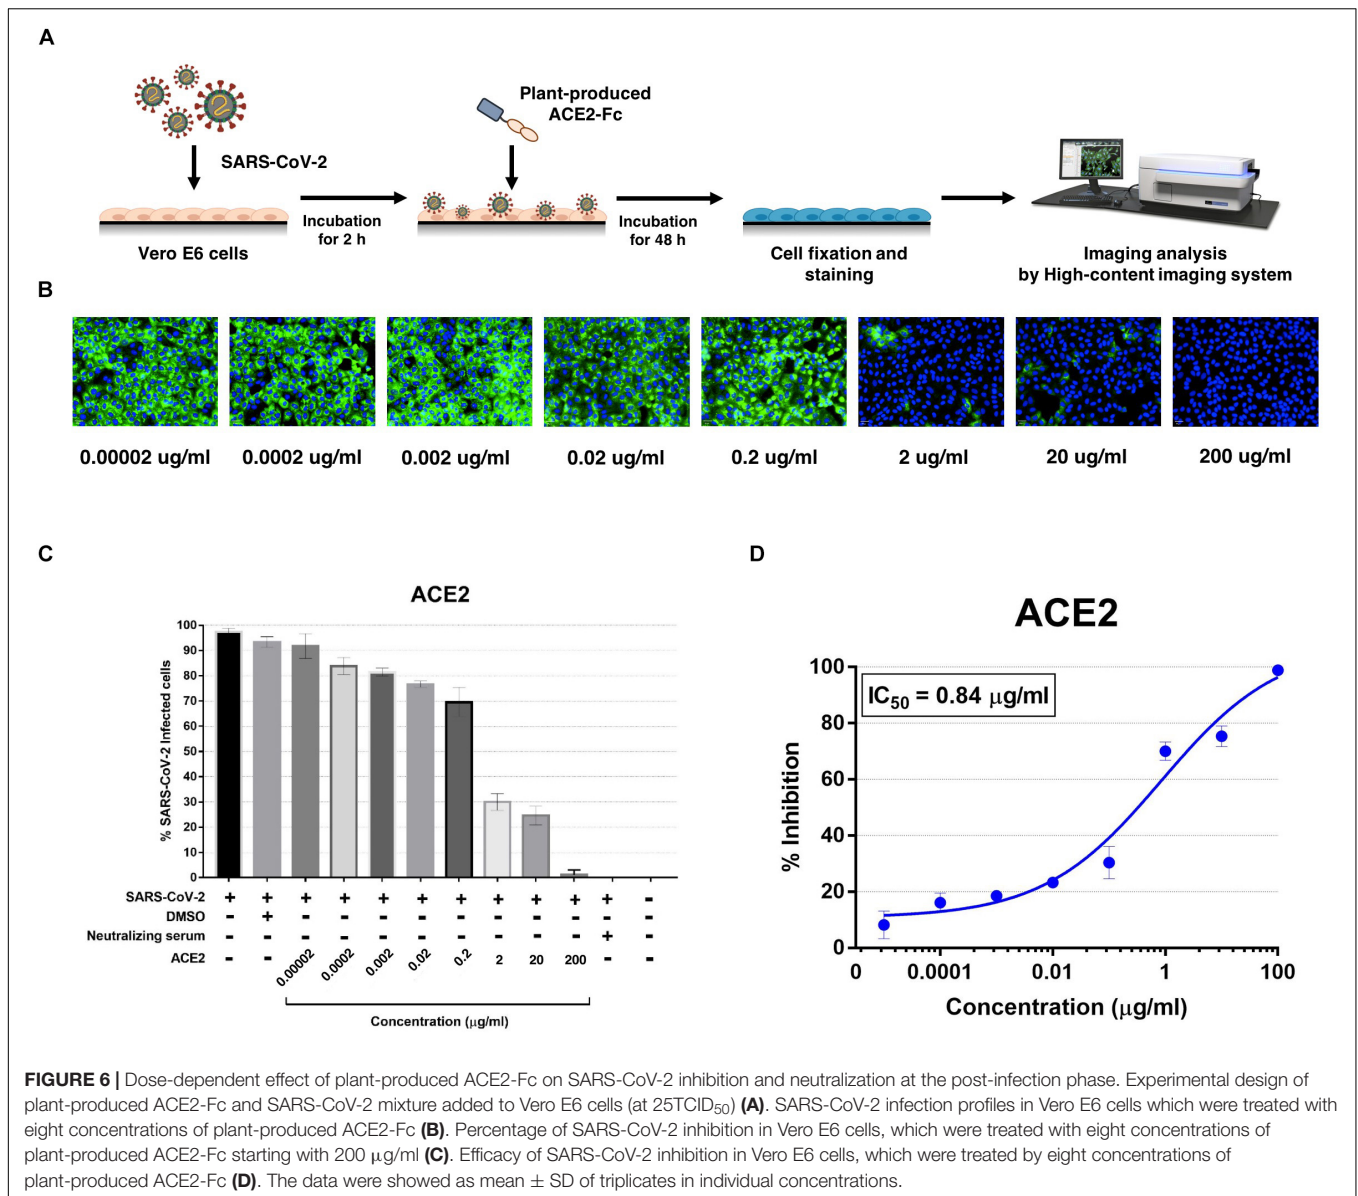 A
SARS-CoV-2
Plant-produced
ACE2-Fc
Incubation
for 2 h
Incubation
for 48 h
Vero E6 cells
Cell fixation and
staining
Imaging analysis
by High-content imaging system
B
0.00002 ug/ml 0.0002 ug/ml 0.002 ug/ml 0.02 ug/ml 0.2 ug/ml 2 ug/ml 20 ug/ml 200 ug/ml
C
ACE2
% SARS-CoV-2 Infected cells
100
90
80
70
60
50
40
30
20
10
0
SARS-CoV-2 + + + + + + + + + + + -
DMSO - + - - - - - - - - - -
Neutralizing serum - - - - - - - - - - + -
ACE2 - - 0.00002 0.0002 0.002 0.02 0.2 2 20 200 - -
Concentration (μg/ml)
D
ACE2
IC50 = 0.84 μg/ml
% Inhibition
100
80
60
40
20
0
0 0.0001 0.01 1 100
Concentration (μg/ml)
FIGURE 6 | Dose-dependent effect of plant-produced ACE2-Fc on SARS-CoV-2 inhibition and neutralization at the post-infection phase. Experimental design of
plant-produced ACE2-Fc and SARS-CoV-2 mixture added to Vero E6 cells (at 25TCID50) (A). SARS-CoV-2 infection profiles in Vero E6 cells which were treated with
eight concentrations of plant-produced ACE2-Fc (B). Percentage of SARS-CoV-2 inhibition in Vero E6 cells, which were treated with eight concentrations of
plant-produced ACE2-Fc starting with 200 μg/ml (C). Efficacy of SARS-CoV-2 inhibition in Vero E6 cells, which were treated by eight concentrations of
plant-produced ACE2-Fc (D). The data were showed as mean ± SD of triplicates in individual concentrations.